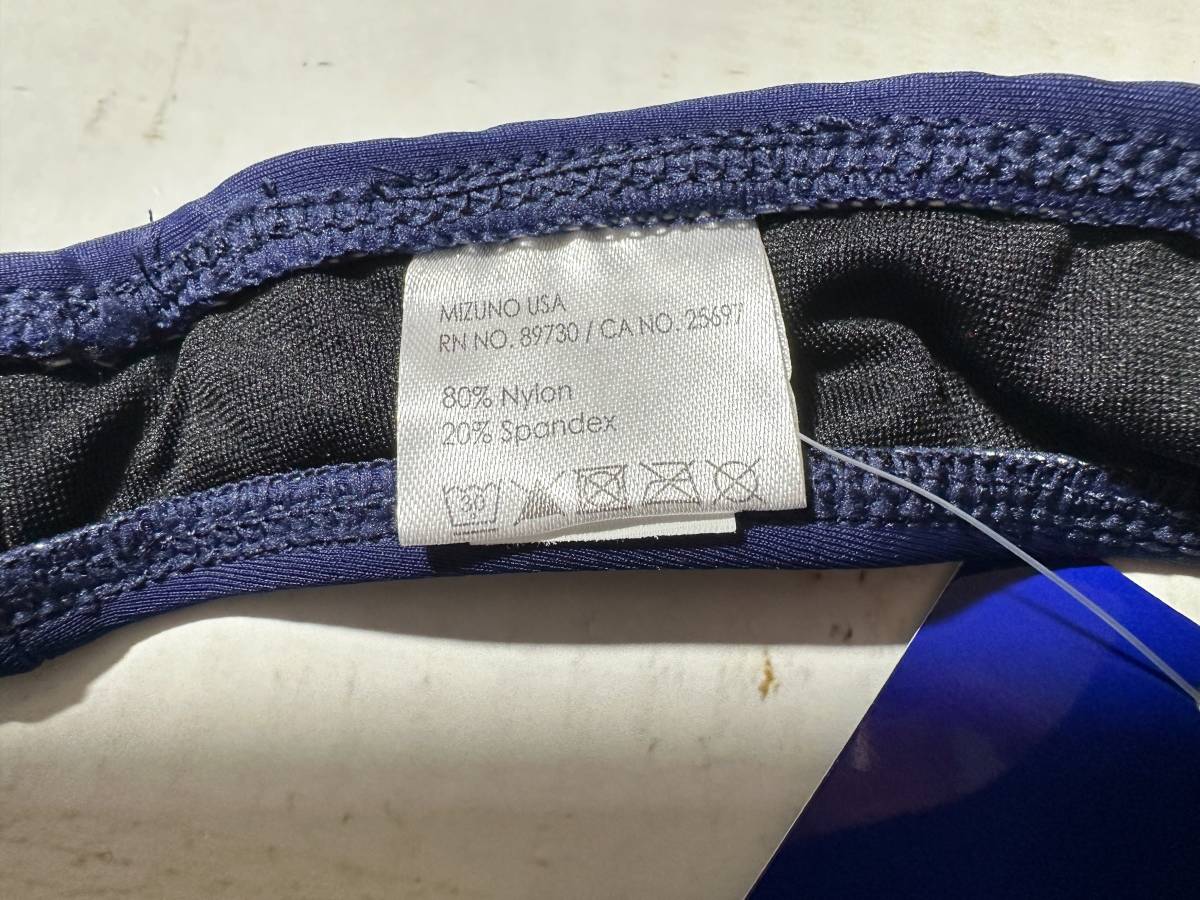 MIZUNO USA
RN NO. 89730 / CA NO. 25697
80% Nylon
20% Spandex
30